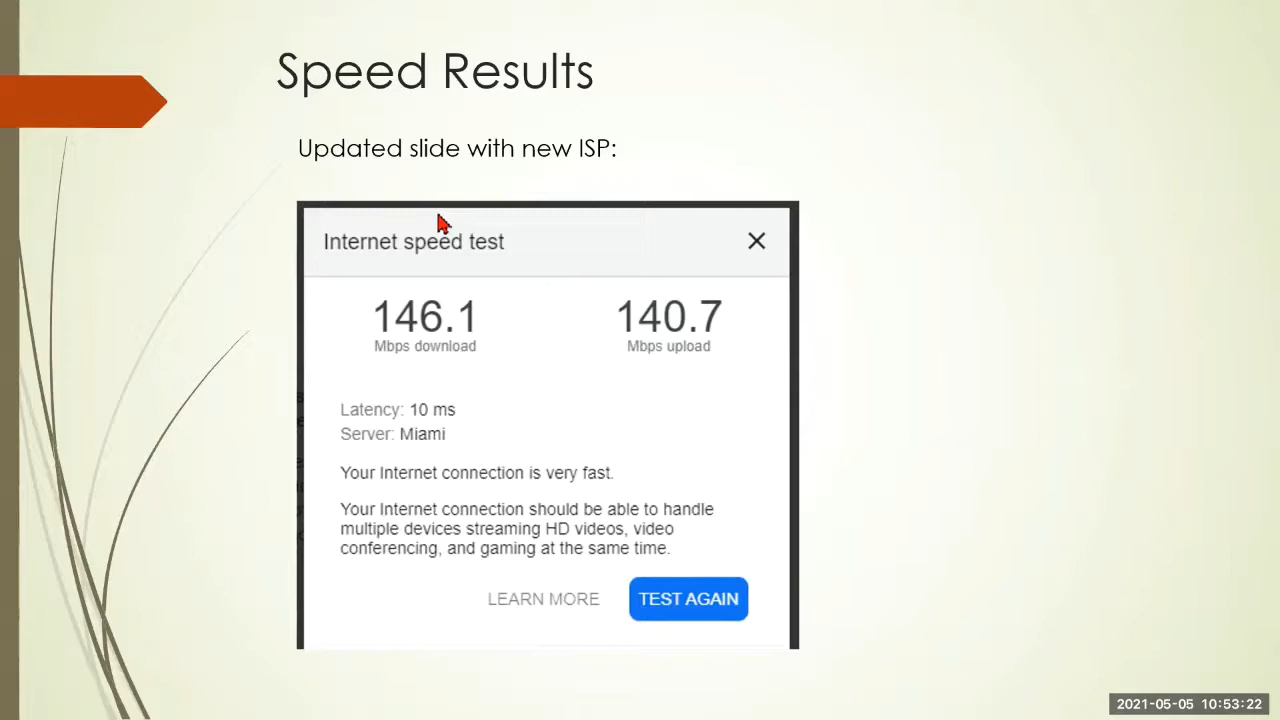 Speed Results
Updated slide with new ISP:
Internet speed test
146.1
Mbps download
140.7
Mbps upload
Latency: 10 ms
Server: Miami
Your Internet connection is very fast.
Your Internet connection should be able to handle
multiple devices streaming HD videos, video
conferencing, and gaming at the same time.
LEARN MORE
TEST AGAIN
2021-05-05 10:53:22